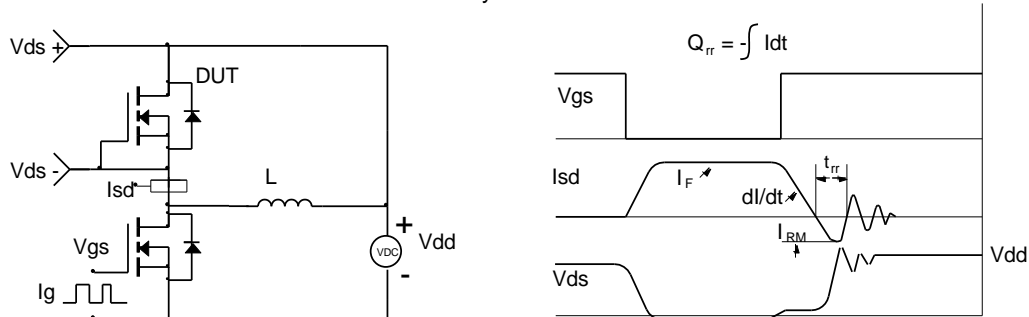 Vds +
DUT
Vds -
Isd
L
Vgs
Ig
+
VDC
-
Vdd
Qrr = -∫ Idt
Vgs
trr
Isd
IF
dI/dt
IRM
Vdd
Vds